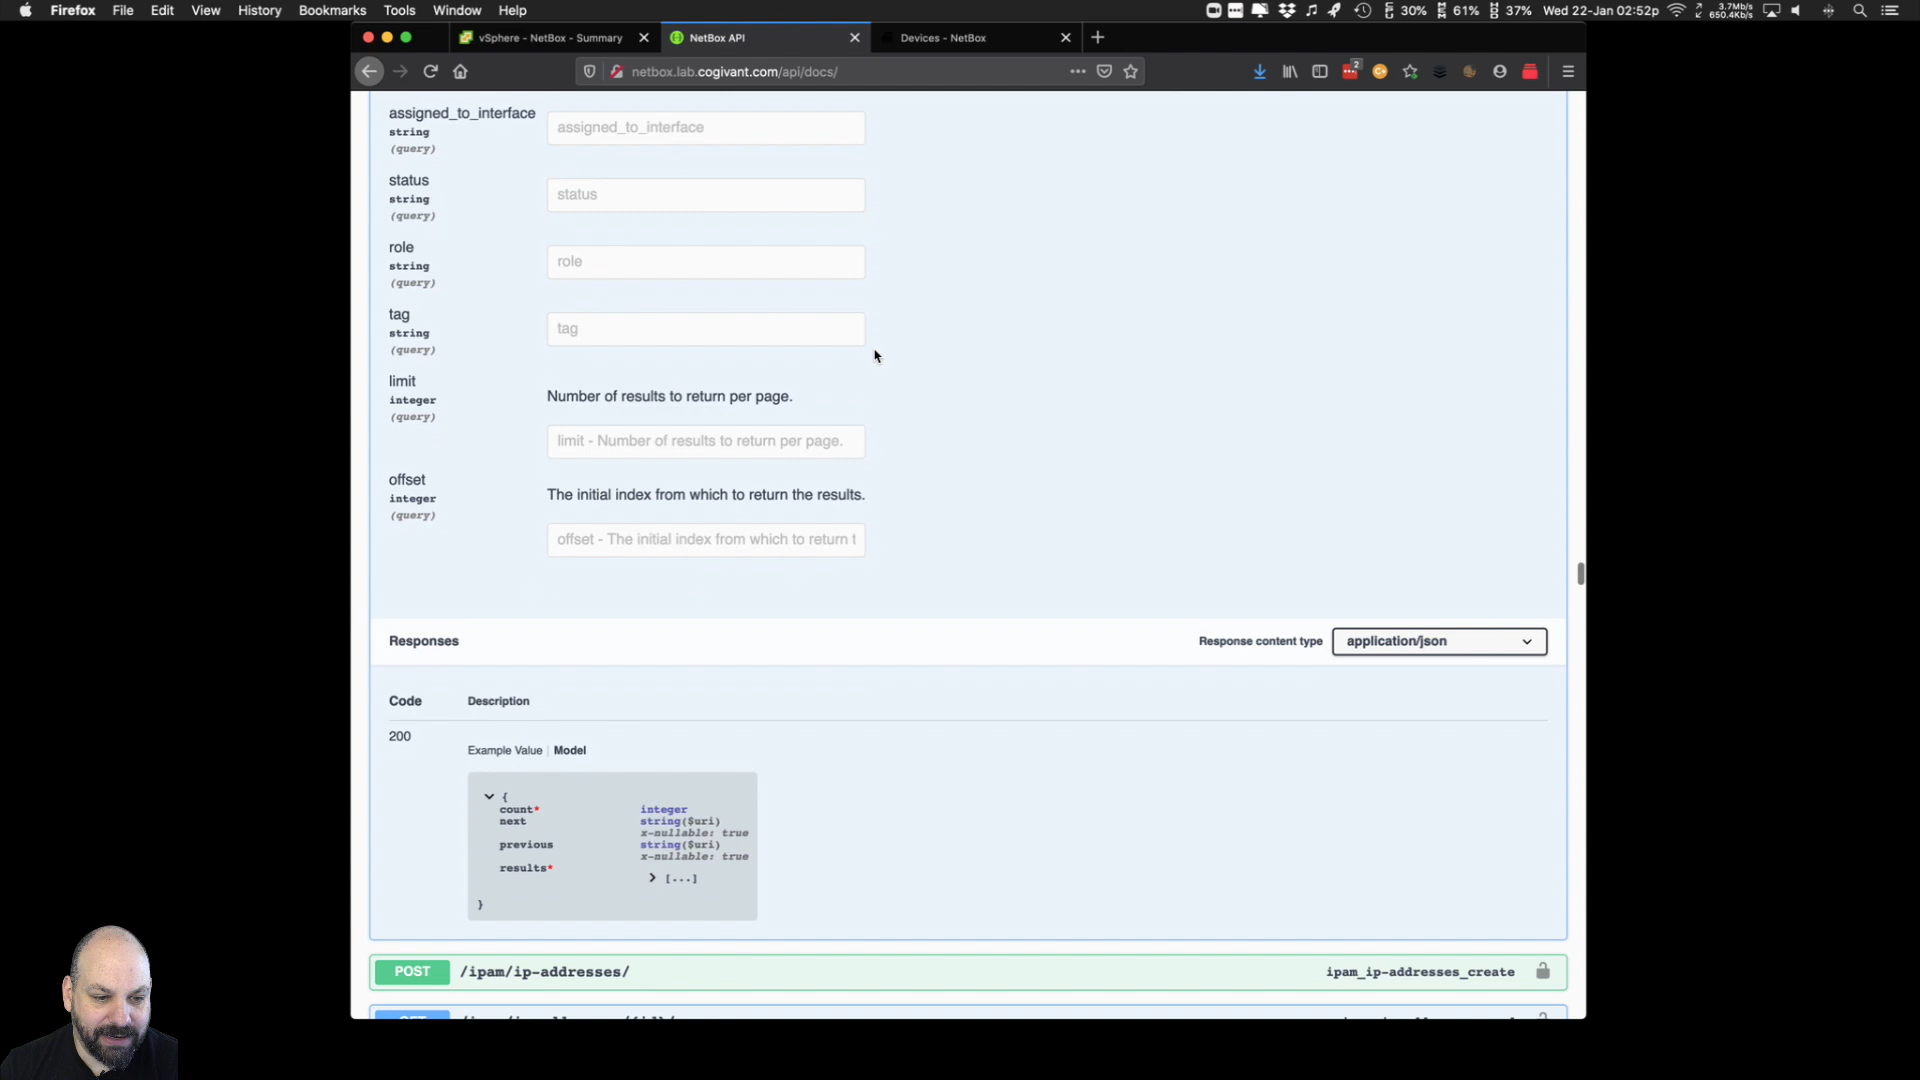 Firefox File Edit View History Bookmarks Tools Window Help 30% 61% 37% Wed 22-Jan 02:52p 3.7Mb/s 650.4Kb/s
vSphere - NetBox - Summary NetBox API Devices - NetBox
netbox.lab.cogivant.com/api/docs/ 2
assigned_to_interface assigned_to_interface
string
(query)
status status
string
(query)
role role
string
(query)
tag tag
string
(query)
limit Number of results to return per page.
integer
(query) limit - Number of results to return per page.
offset The initial index from which to return the results.
integer
(query) offset - The initial index from which to return t
Responses Response content type application/json
Code Description
200
Example Value | Model
{
count* integer
next string($uri)
x-nullable: true
previous string($uri)
x-nullable: true
results* [...]
}
POST /ipam/ip-addresses/ ipam_ip-addresses_create